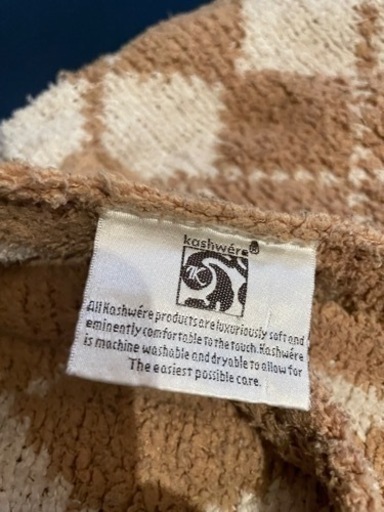 kashwére®
K
All Kashwére products are luxuriously soft and
eminently comfortable to the touch. Kashwére
is machine washable and dryable to allow for
The easiest possible care.